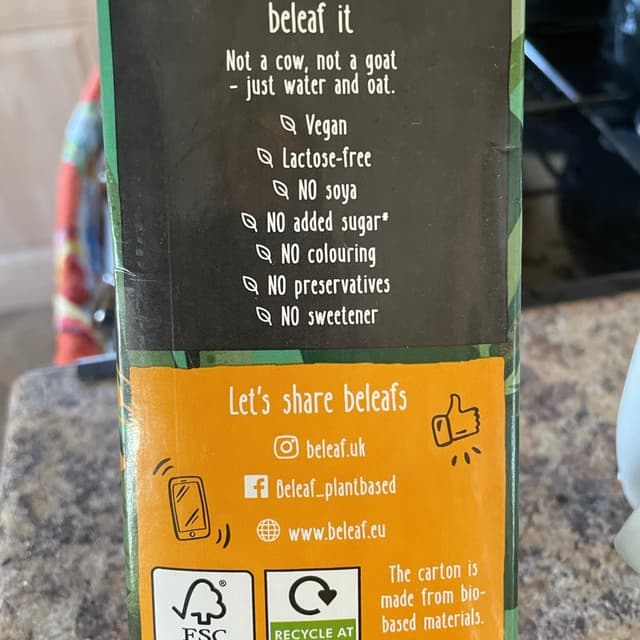 beleaf it
Not a cow, not a goat
- just water and oat.
Vegan
Lactose-free
NO soya
NO added sugar*
NO colouring
NO preservatives
NO sweetener
Let's share beleafs
beleaf.uk
Beleaf_plantbased
www.beleaf.eu
The carton is
made from bio-
based materials.
®
FSC
RECYCLE AT